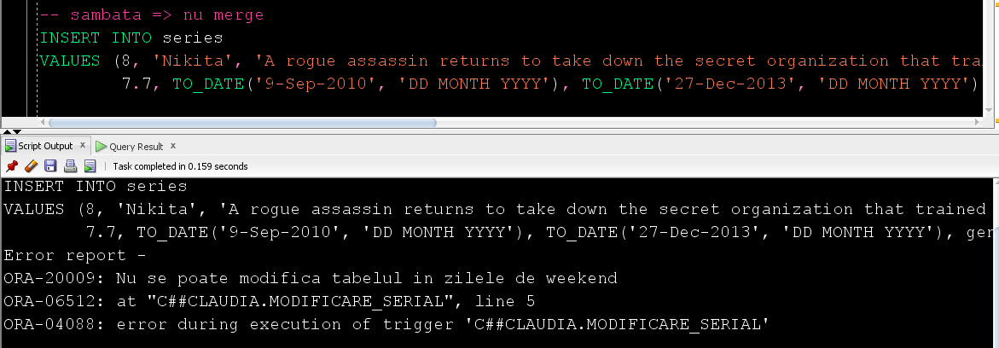 -- sambata => nu merge
INSERT INTO series
VALUES (8, 'Nikita', 'A rogue assassin returns to take down the secret organization that trai
7.7, TO_DATE('9-Sep-2010', 'DD MONTH YYYY'), TO_DATE('27-Dec-2013', 'DD MONTH YYYY')
Script Output x Query Result x
Task completed in 0.159 seconds
INSERT INTO series
VALUES (8, 'Nikita', 'A rogue assassin returns to take down the secret organization that trained
7.7, TO_DATE('9-Sep-2010', 'DD MONTH YYYY'), TO_DATE('27-Dec-2013', 'DD MONTH YYYY'), gen
Error report -
ORA-20009: Nu se poate modifica tabelul in zilele de weekend
ORA-06512: at "C##CLAUDIA.MODIFICARE_SERIAL", line 5
ORA-04088: error during execution of trigger 'C##CLAUDIA.MODIFICARE_SERIAL'